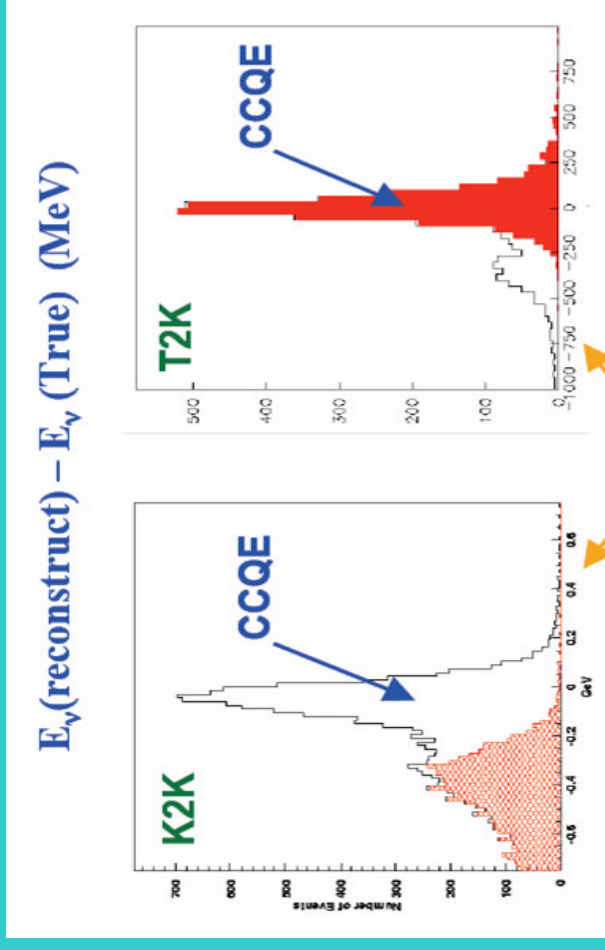 E𝜈(reconstruct) – E𝜈 (True) (MeV)
K2K
CCQE
Number of Events
700
600
500
400
300
200
100
0
-0.6 -0.4 -0.2 0 0.2 0.4 0.6
GeV
T2K
CCQE
500
400
300
200
100
0
-1000 -750 -500 -250 0 250 500 750